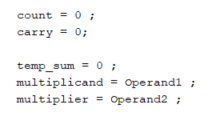 count = 0 ;
carry = 0;
temp_sum = 0 ;
multiplicand = Operand1 ;
multiplier = Operand2 ;